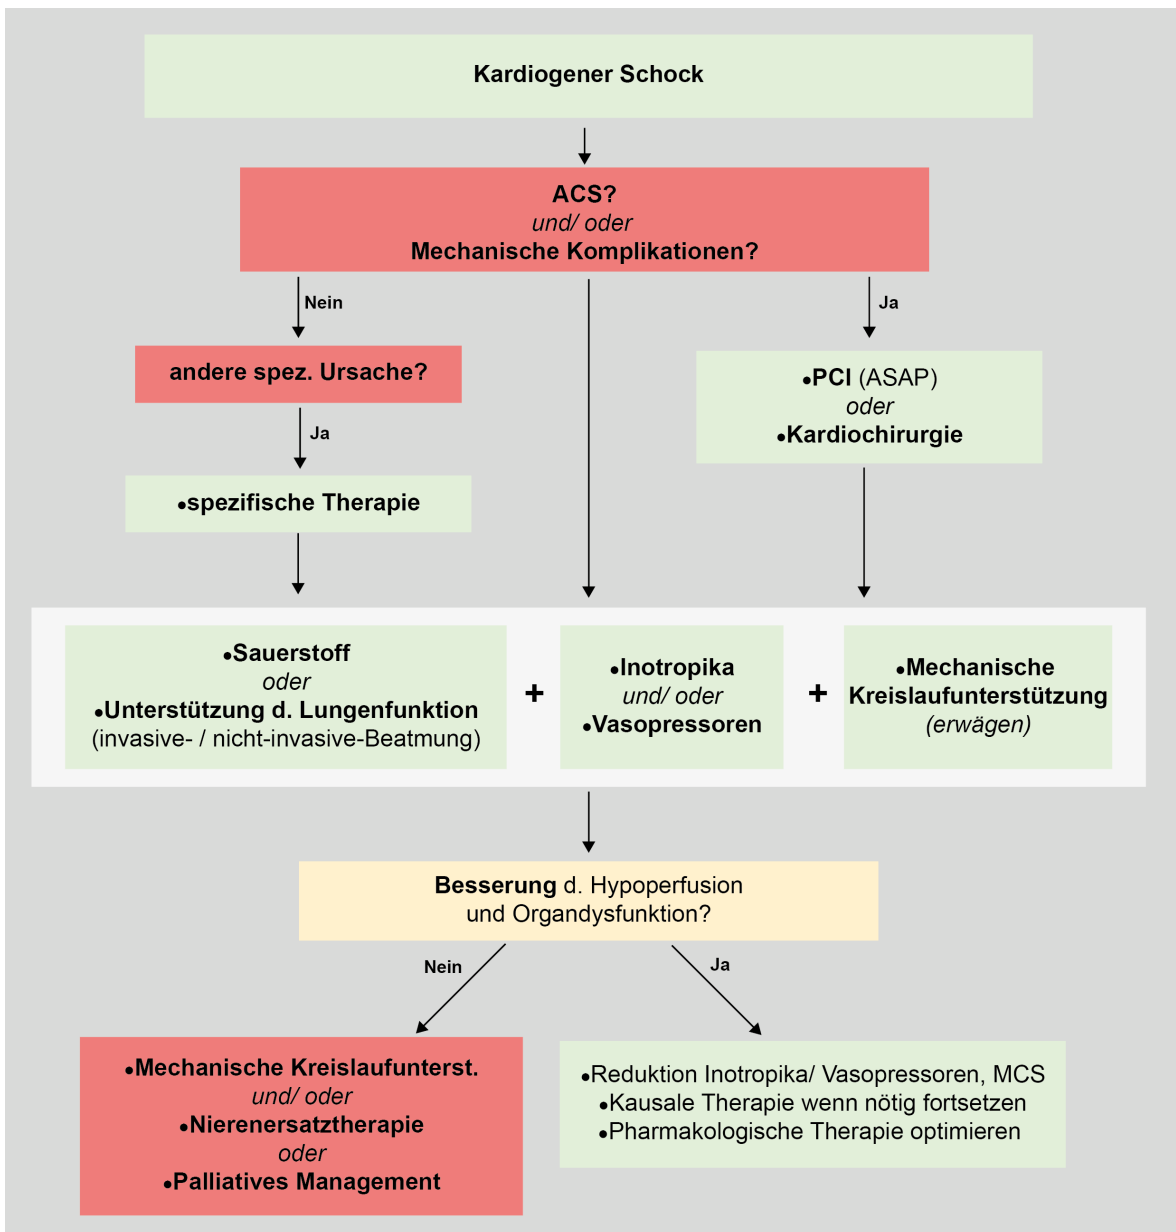 Kardiogener Schock
ACS?
und/ oder
Mechanische Komplikationen?
Nein
Ja
andere spez. Ursache?
•PCI (ASAP)
oder
•Kardiochirurgie
Ja
•spezifische Therapie
•Sauerstoff
oder
•Unterstützung d. Lungenfunktion
(invasive- / nicht-invasive-Beatmung)
+
•Inotropika
und/ oder
•Vasopressoren
+
•Mechanische
Kreislaufunterstützung
(erwägen)
Besserung d. Hypoperfusion
und Organdysfunktion?
Nein
Ja
•Mechanische Kreislaufunterst.
und/ oder
•Nierenersatztherapie
oder
•Palliatives Management
•Reduktion Inotropika/ Vasopressoren, MCS
•Kausale Therapie wenn nötig fortsetzen
•Pharmakologische Therapie optimieren